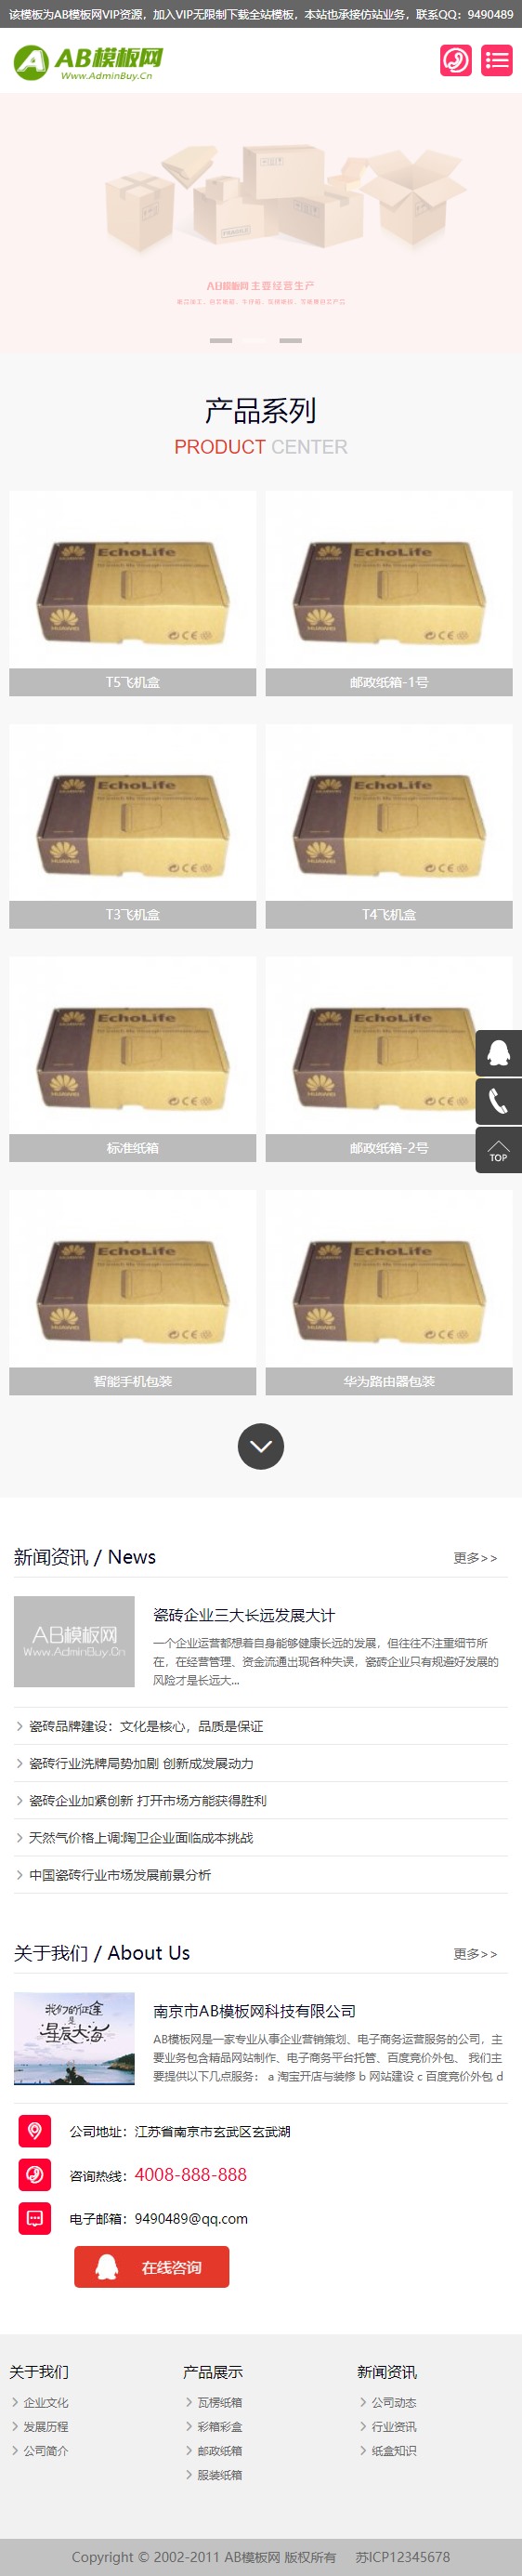 该模板为AB模板网VIP资源，加入VIP无限制下载全站模板，本站也承接仿站业务，联系QQ：9490489
AB模板网
www.AdminBuy.Cn
AB模板网主要经营生产
产品系列
PRODUCT CENTER
EchoLife
HUAWEI
EchoLife
HUAWEI
T5飞机盒
邮政纸箱-1号
EchoLife
HUAWEI
EchoLife
HUAWEI
T3飞机盒
T4飞机盒
EchoLife
HUAWEI
EchoLife
HUAWEI
TOP
标准纸箱
邮政纸箱-2号
EchoLife
HUAWEI
EchoLife
HUAWEI
智能手机包装
华为路由器包装
新闻资讯 / News
更多>>
AB模板网
Www.AdminBuy.Cn
瓷砖企业三大长远发展大计
一个企业运营都想着自身能够健康长远的发展，但往往不注重细节所
在，在经营管理、资金流通出现各种失误，瓷砖企业只有规避好发展的
风险才是长远大...
瓷砖品牌建设：文化是核心，品质是保证
瓷砖行业洗牌局势加剧 创新成发展动力
瓷砖企业加紧创新 打开市场方能获得胜利
天然气价格上调:陶卫企业面临成本挑战
中国瓷砖行业市场发展前景分析
关于我们 / About Us
更多>>
我们的征途
是
星辰大海
南京市AB模板网科技有限公司
AB模板网是一家专业从事企业营销策划、电子商务运营服务的公司，主
要业务包含精品网站制作、电子商务平台托管、百度竞价外包、 我们主
要提供以下几点服务： a 淘宝开店与装修 b 网站建设 c 百度竞价外包 d
公司地址：江苏省南京市玄武区玄武湖
咨询热线：4008-888-888
电子邮箱：9490489@qq.com
在线咨询
关于我们
企业文化
发展历程
公司简介
产品展示
瓦楞纸箱
彩箱彩盒
邮政纸箱
服装纸箱
新闻资讯
公司动态
行业资讯
纸盒知识
Copyright © 2002-2011 AB模板网 版权所有 苏ICP12345678